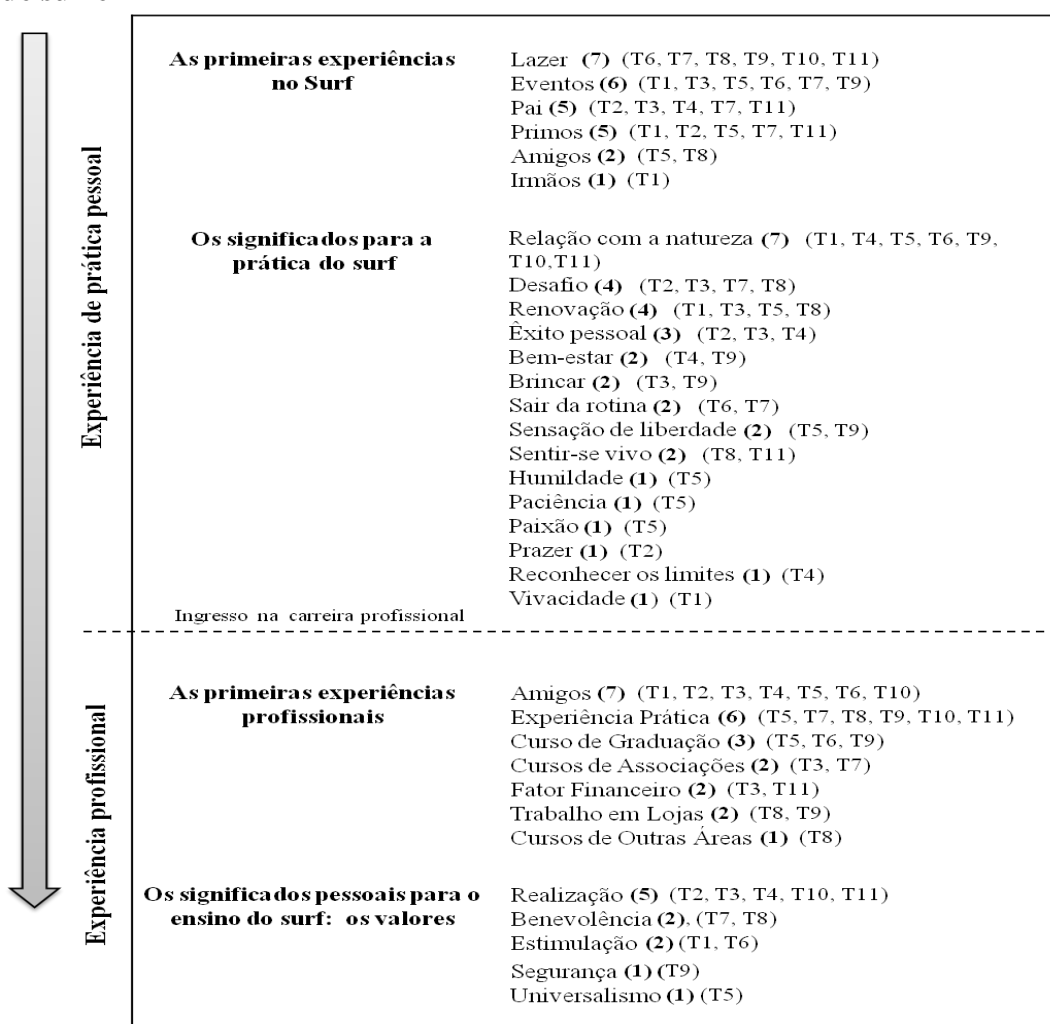 Experiência de prática pessoal
As primeiras experiências
no Surf
Lazer (7) (T6, T7, T8, T9, T10, T11)
Eventos (6) (T1, T3, T5, T6, T7, T9)
Pai (5) (T2, T3, T4, T7, T11)
Primos (5) (T1, T2, T5, T7, T11)
Amigos (2) (T5, T8)
Irmãos (1) (T1)
Os significados para a
prática do surf
Relação com a natureza (7) (T1, T4, T5, T6, T9,
T10,T11)
Desafio (4) (T2, T3, T7, T8)
Renovação (4) (T1, T3, T5, T8)
Êxito pessoal (3) (T2, T3, T4)
Bem-estar (2) (T4, T9)
Brincar (2) (T3, T9)
Sair da rotina (2) (T6, T7)
Sensação de liberdade (2) (T5, T9)
Sentir-se vivo (2) (T8, T11)
Humildade (1) (T5)
Paciência (1) (T5)
Paixão (1) (T5)
Prazer (1) (T2)
Reconhecer os limites (1) (T4)
Vivacidade (1) (T1)
Ingresso na carreira profissional
Experiência profissional
As primeiras experiências
profissionais
Amigos (7) (T1, T2, T3, T4, T5, T6, T10)
Experiência Prática (6) (T5, T7, T8, T9, T10, T11)
Curso de Graduação (3) (T5, T6, T9)
Cursos de Associações (2) (T3, T7)
Fator Financeiro (2) (T3, T11)
Trabalho em Lojas (2) (T8, T9)
Cursos de Outras Áreas (1) (T8)
Os significados pessoais para o
ensino do surf: os valores
Realização (5) (T2, T3, T4, T10, T11)
Benevolência (2), (T7, T8)
Estimulação (2) (T1, T6)
Segurança (1) (T9)
Universalismo (1) (T5)